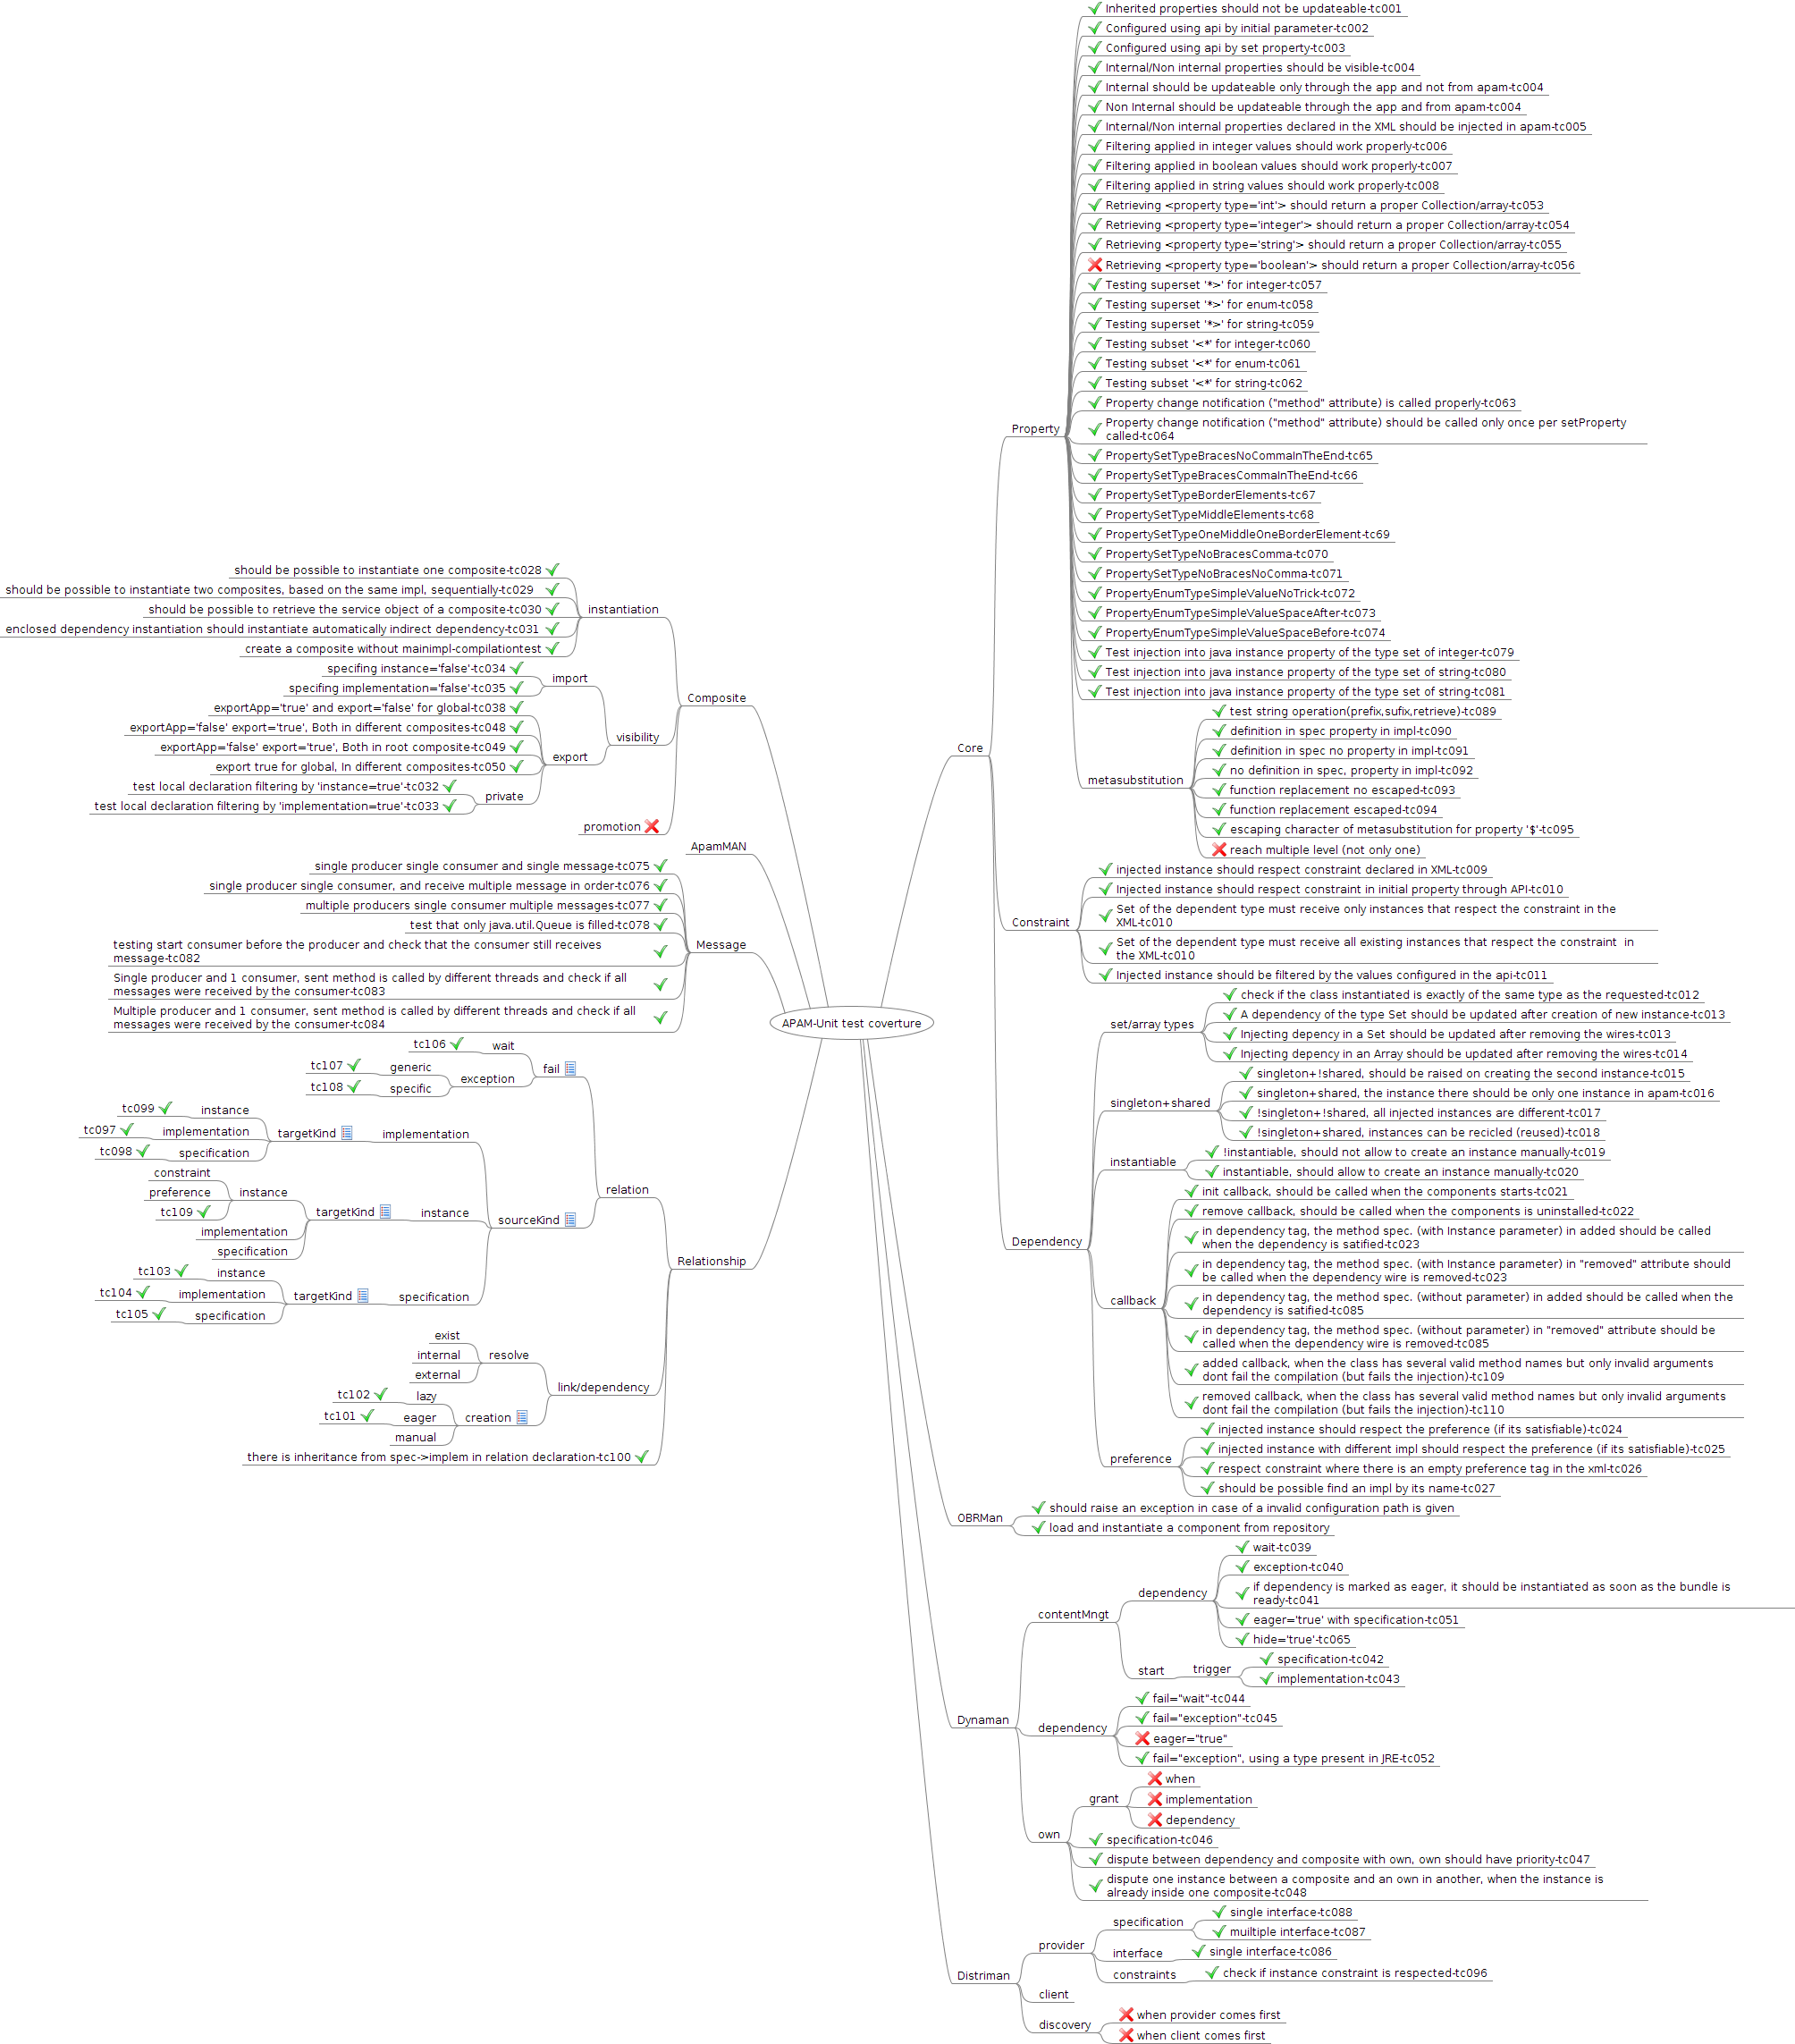 APAM-Unit test coverture
Core
Property
Inherited properties should not be updateable-tc001
Configured using api by initial parameter-tc002
Configured using api by set property-tc003
Internal/Non internal properties should be visible-tc004
Internal should be updateable only through the app and not from apam-tc004
Non Internal should be updateable through the app and from apam-tc004
Internal/Non internal properties declared in the XML should be injected in apam-tc005
Filtering applied in integer values should work properly-tc006
Filtering applied in boolean values should work properly-tc007
Filtering applied in string values should work properly-tc008
Retrieving <property type='int'> should return a proper Collection/array-tc053
Retrieving <property type='integer'> should return a proper Collection/array-tc054
Retrieving <property type='string'> should return a proper Collection/array-tc055
Retrieving <property type='boolean'> should return a proper Collection/array-tc056
Testing superset '*>' for integer-tc057
Testing superset '*>' for enum-tc058
Testing superset '*>' for string-tc059
Testing subset '<*' for integer-tc060
Testing subset '<*' for enum-tc061
Testing subset '<*' for string-tc062
Property change notification ("method" attribute) is called properly-tc063
Property change notification ("method" attribute) should be called only once per setProperty
called-tc064
PropertySetTypeBracesNoCommaInTheEnd-tc65
PropertySetTypeBracesCommaInTheEnd-tc66
PropertySetTypeBorderElements-tc67
PropertySetTypeMiddleElements-tc68
PropertySetTypeOneMiddleOneBorderElement-tc69
PropertySetTypeNoBracesComma-tc070
PropertySetTypeNoBracesNoComma-tc071
PropertyEnumTypeSimpleValueNoTrick-tc072
PropertyEnumTypeSimpleValueSpaceAfter-tc073
PropertyEnumTypeSimpleValueSpaceBefore-tc074
Test injection into java instance property of the type set of integer-tc079
Test injection into java instance property of the type set of string-tc080
Test injection into java instance property of the type set of string-tc081
metasubstitution
test string operation(prefix,sufix,retrieve)-tc089
definition in spec property in impl-tc090
definition in spec no property in impl-tc091
no definition in spec, property in impl-tc092
function replacement no escaped-tc093
function replacement escaped-tc094
escaping character of metasubstitution for property '$'-tc095
reach multiple level (not only one)
Constraint
injected instance should respect constraint declared in XML-tc009
Injected instance should respect constraint in initial property through API-tc010
Set of the dependent type must receive only instances that respect the constraint in the
XML-tc010
Set of the dependent type must receive all existing instances that respect the constraint  in
the XML-tc010
Injected instance should be filtered by the values configured in the api-tc011
Dependency
set/array types
check if the class instantiated is exactly of the same type as the requested-tc012
A dependency of the type Set should be updated after creation of new instance-tc013
Injecting depency in a Set should be updated after removing the wires-tc013
Injecting depency in an Array should be updated after removing the wires-tc014
singleton+shared
singleton+!shared, should be raised on creating the second instance-tc015
singleton+shared, the instance there should be only one instance in apam-tc016
!singleton+!shared, all injected instances are different-tc017
!singleton+shared, instances can be recicled (reused)-tc018
instantiable
!instantiable, should not allow to create an instance manually-tc019
instantiable, should allow to create an instance manually-tc020
callback
init callback, should be called when the components starts-tc021
remove callback, should be called when the components is uninstalled-tc022
in dependency tag, the method spec. (with Instance parameter) in added should be called
when the dependency is satified-tc023
in dependency tag, the method spec. (with Instance parameter) in "removed" attribute should
be called when the dependency wire is removed-tc023
in dependency tag, the method spec. (without parameter) in added should be called when the
dependency is satified-tc085
in dependency tag, the method spec. (without parameter) in "removed" attribute should be
called when the dependency wire is removed-tc085
added callback, when the class has several valid method names but only invalid arguments
dont fail the compilation (but fails the injection)-tc109
removed callback, when the class has several valid method names but only invalid arguments
dont fail the compilation (but fails the injection)-tc110
preference
injected instance should respect the preference (if its satisfiable)-tc024
injected instance with different impl should respect the preference (if its satisfiable)-tc025
respect constraint where there is an empty preference tag in the xml-tc026
should be possible find an impl by its name-tc027
OBRMan
should raise an exception in case of a invalid configuration path is given
load and instantiate a component from repository
Dynaman
contentMngt
dependency
wait-tc039
exception-tc040
if dependency is marked as eager, it should be instantiated as soon as the bundle is
ready-tc041
eager='true' with specification-tc051
hide='true'-tc065
start
trigger
specification-tc042
implementation-tc043
dependency
fail="wait"-tc044
fail="exception"-tc045
eager="true"
fail="exception", using a type present in JRE-tc052
own
grant
when
implementation
dependency
specification-tc046
dispute between dependency and composite with own, own should have priority-tc047
dispute one instance between a composite and an own in another, when the instance is
already inside one composite-tc048
Distriman
provider
specification
single interface-tc088
muiltiple interface-tc087
interface
single interface-tc086
constraints
check if instance constraint is respected-tc096
client
discovery
when provider comes first
when client comes first
Composite
instantiation
should be possible to instantiate one composite-tc028
should be possible to instantiate two composites, based on the same impl, sequentially-tc029
should be possible to retrieve the service object of a composite-tc030
enclosed dependency instantiation should instantiate automatically indirect dependency-tc031
create a composite without mainimpl-compilationtest
visibility
import
specifing instance='false'-tc034
specifing implementation='false'-tc035
export
exportApp='true' and export='false' for global-tc038
exportApp='false' export='true', Both in different composites-tc048
exportApp='false' export='true', Both in root composite-tc049
export true for global, In different composites-tc050
private
test local declaration filtering by 'instance=true'-tc032
test local declaration filtering by 'implementation=true'-tc033
promotion
ApamMAN
Message
single producer single consumer and single message-tc075
single producer single consumer, and receive multiple message in order-tc076
multiple producers single consumer multiple messages-tc077
test that only java.util.Queue is filled-tc078
testing start consumer before the producer and check that the consumer still receives
message-tc082
Single producer and 1 consumer, sent method is called by different threads and check if all
messages were received by the consumer-tc083
Multiple producer and 1 consumer, sent method is called by different threads and check if all
messages were received by the consumer-tc084
Relationship
relation
fail
wait
tc106
exception
generic
tc107
specific
tc108
sourceKind
implementation
targetKind
instance
tc099
implementation
tc097
specification
tc098
instance
targetKind
instance
constraint
preference
tc109
implementation
specification
specification
targetKind
instance
tc103
implementation
tc104
specification
tc105
link/dependency
resolve
exist
internal
external
creation
lazy
tc102
eager
tc101
manual
there is inheritance from spec->implem in relation declaration-tc100